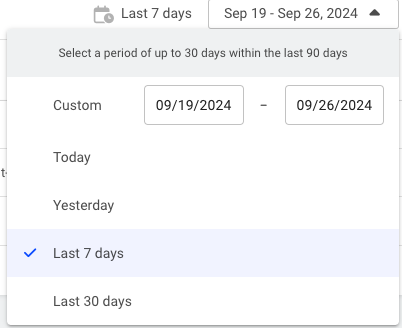 Last 7 days
Sep 19 - Sep 26, 2024
Select a period of up to 30 days within the last 90 days
Custom 09/19/2024 – 09/26/2024
Today
Yesterday
Last 7 days
Last 30 days